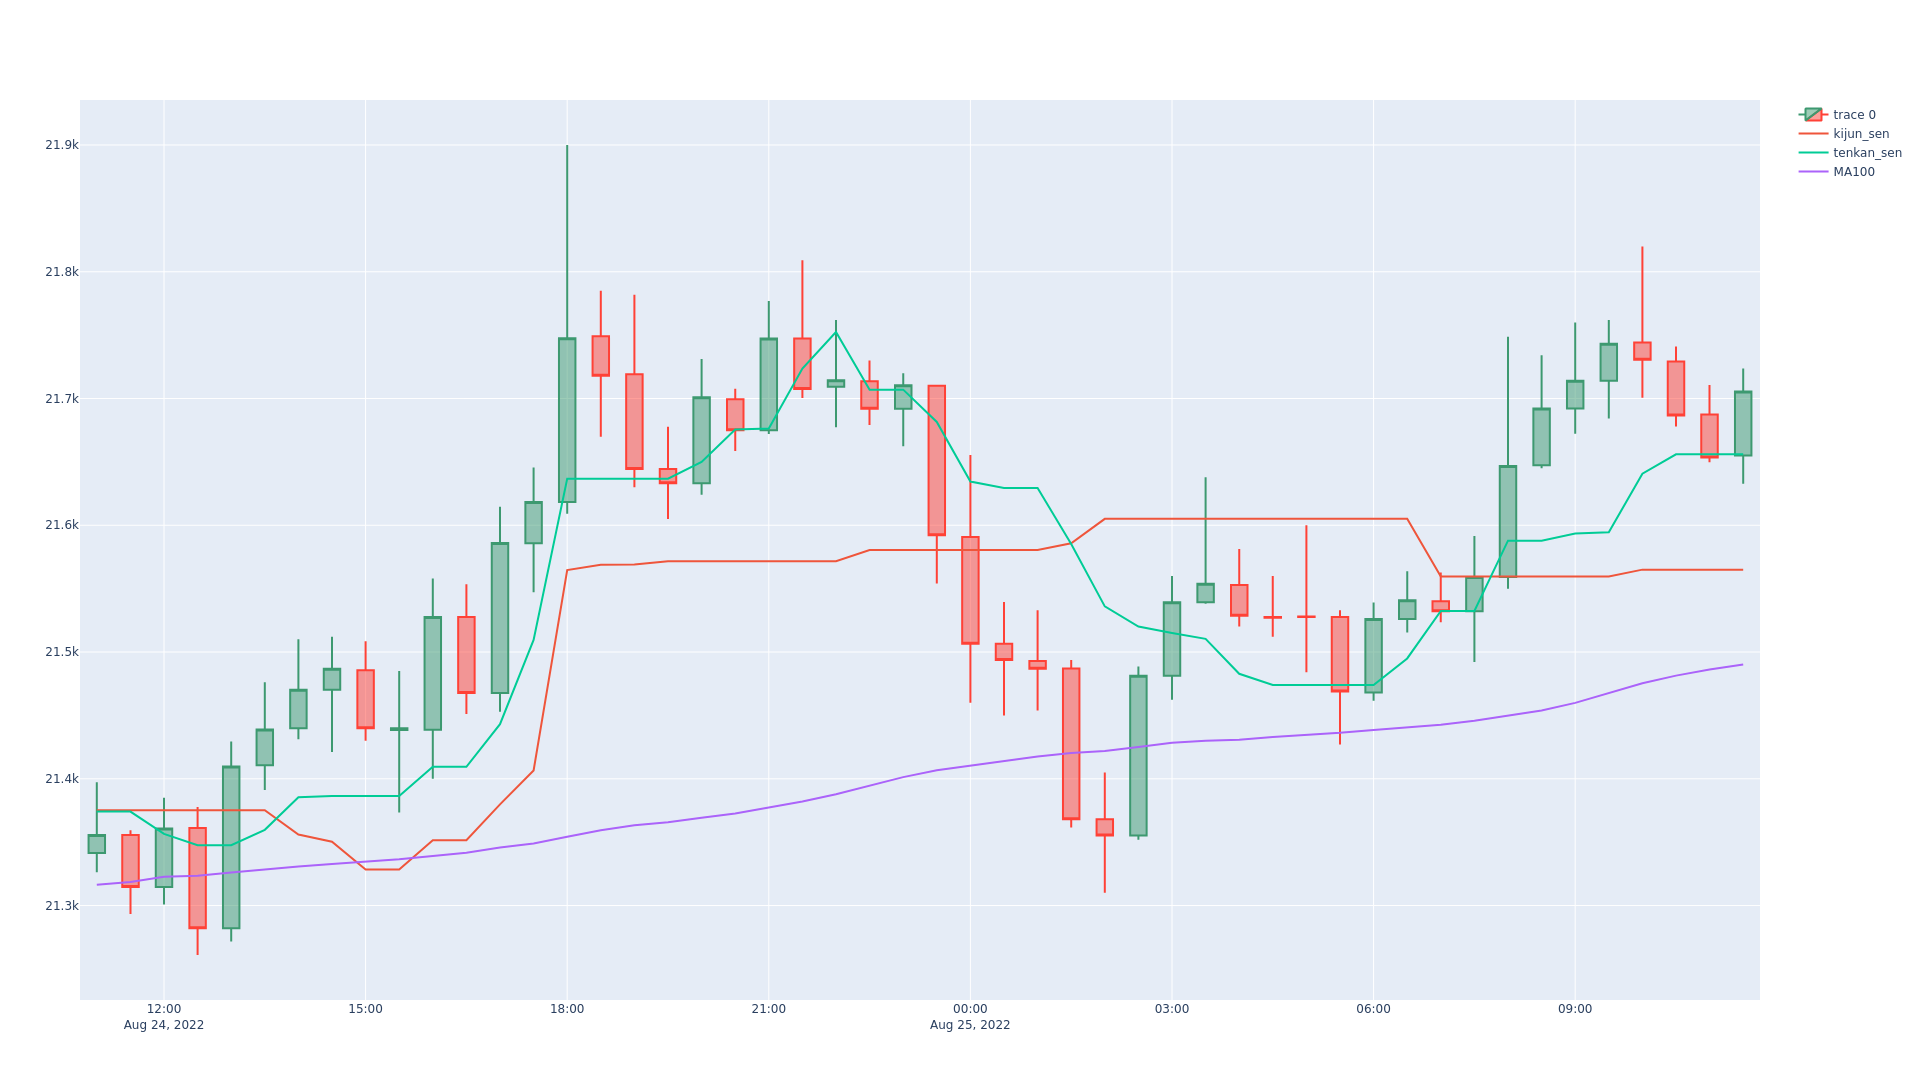 trace 0
kijun_sen
tenkan_sen
MA100
21.9k
21.8k
21.7k
21.6k
21.5k
21.4k
21.3k
12:00 15:00 18:00 21:00 00:00 03:00 06:00 09:00
Aug 24, 2022 Aug 25, 2022